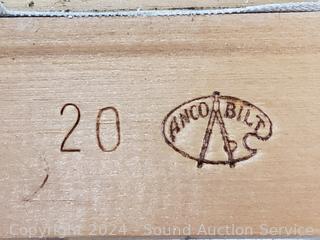 20
ANCO BILT
Copyright 2024 - Sound Auction Service